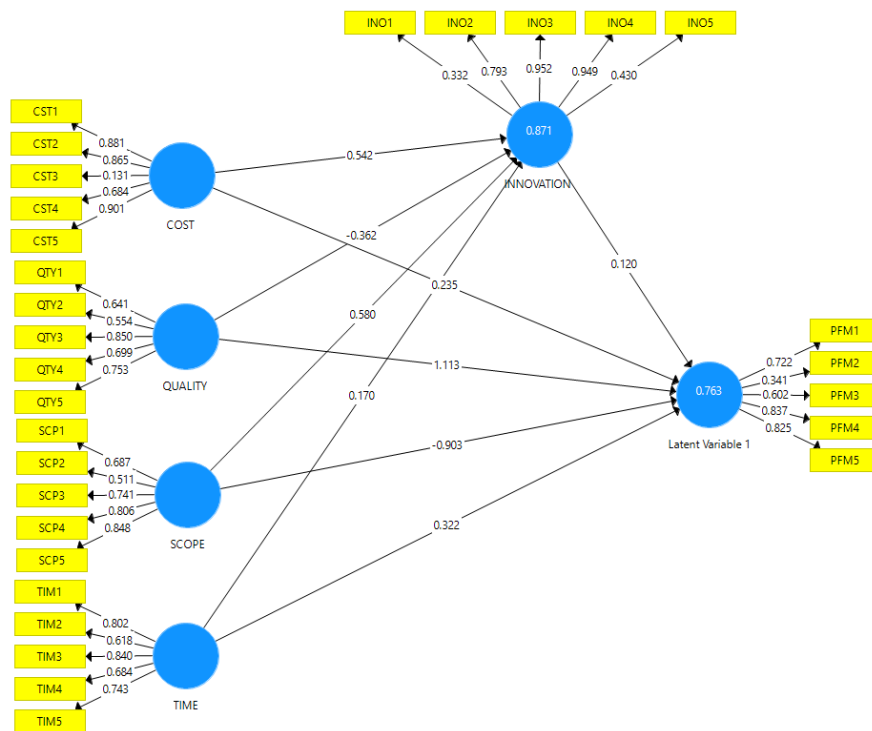 INO1 INO2 INO3 INO4 INO5
0.332 0.793 0.952 0.949 0.430
0.871
INNOVATION
CST1
CST2
CST3
CST4
CST5
0.881
0.865
0.131
0.684
0.901
COST
0.542
-0.362
0.580
0.170
0.235
0.120
QTY1
QTY2
QTY3
QTY4
QTY5
0.641
0.554
0.850
0.699
0.753
QUALITY
1.113
-0.903
0.322
SCP1
SCP2
SCP3
SCP4
SCP5
0.687
0.511
0.741
0.806
0.848
SCOPE
TIM1
TIM2
TIM3
TIM4
TIM5
0.802
0.618
0.840
0.684
0.743
TIME
0.763
Latent Variable 1
0.722
0.341
0.602
0.837
0.825
PFM1
PFM2
PFM3
PFM4
PFM5